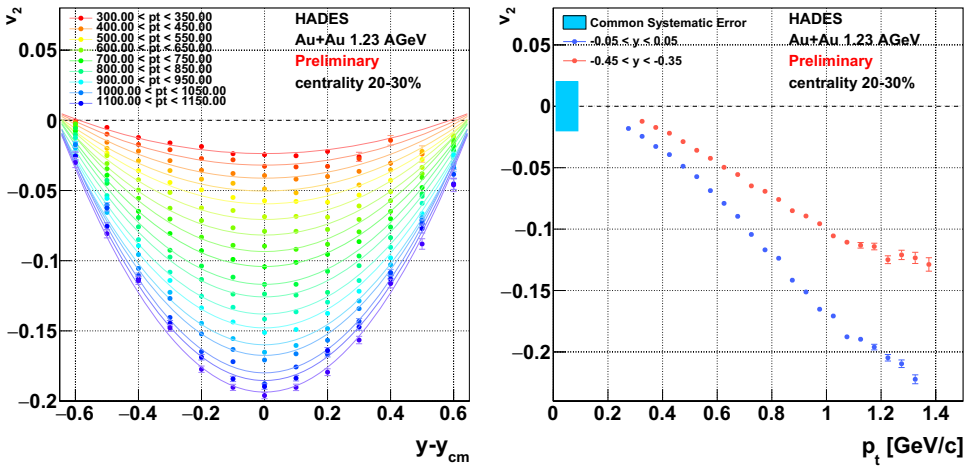 v2
300.00 < pt < 350.00
400.00 < pt < 450.00
500.00 < pt < 550.00
600.00 < pt < 650.00
700.00 < pt < 750.00
800.00 < pt < 850.00
900.00 < pt < 950.00
1000.00 < pt < 1050.00
1100.00 < pt < 1150.00
HADES
Au+Au 1.23 AGeV
Preliminary
centrality 20-30%
0.05
0
−0.05
−0.1
−0.15
−0.2
−0.6 −0.4 −0.2 0 0.2 0.4 0.6
y-ycm
v2
Common Systematic Error
-0.05 < y < 0.05
-0.45 < y < -0.35
HADES
Au+Au 1.23 AGeV
Preliminary
centrality 20-30%
0.05
0
−0.05
−0.1
−0.15
−0.2
0 0.2 0.4 0.6 0.8 1 1.2 1.4
pt [GeV/c]